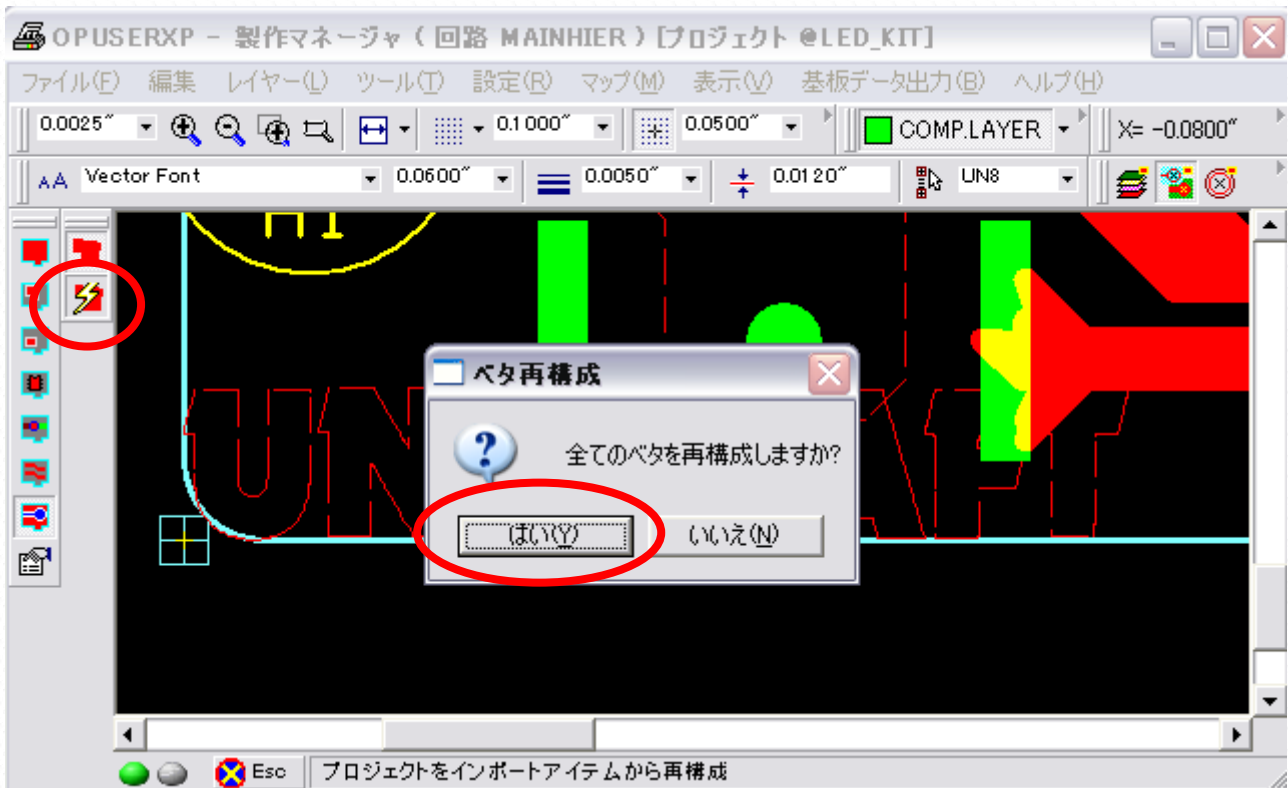 OPUSERXP - 製作マネージャ ( 回路 MAINHIER ) [プロジェクト @LED_KIT]
ファイル(F) 編集 レイヤー(L) ツール(T) 設定(R) マップ(M) 表示(V) 基板データ出力(B) ヘルプ(H)
0.0025" 0.1000" 0.0500" COMP.LAYER X= -0.0800"
AA Vector Font 0.0600" 0.0050" 0.0120" UN8
H1
ベタ再構成
全てのベタを再構成しますか?
はい(Y) いいえ(N)
Esc プロジェクトをインポートアイテムから再構成